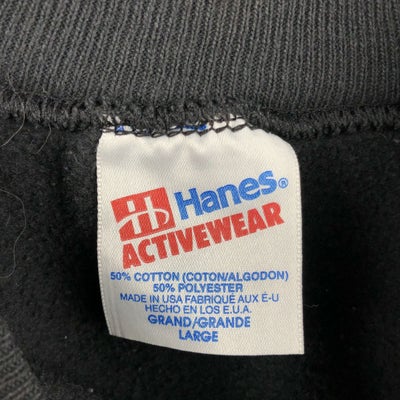 Hanes®
ACTIVEWEAR
50% COTTON (COTON/ALGODON)
50% POLYESTER
MADE IN USA FABRIQUÉ AUX É-U
HECHO EN LOS E.U.A.
GRAND/GRANDE
LARGE